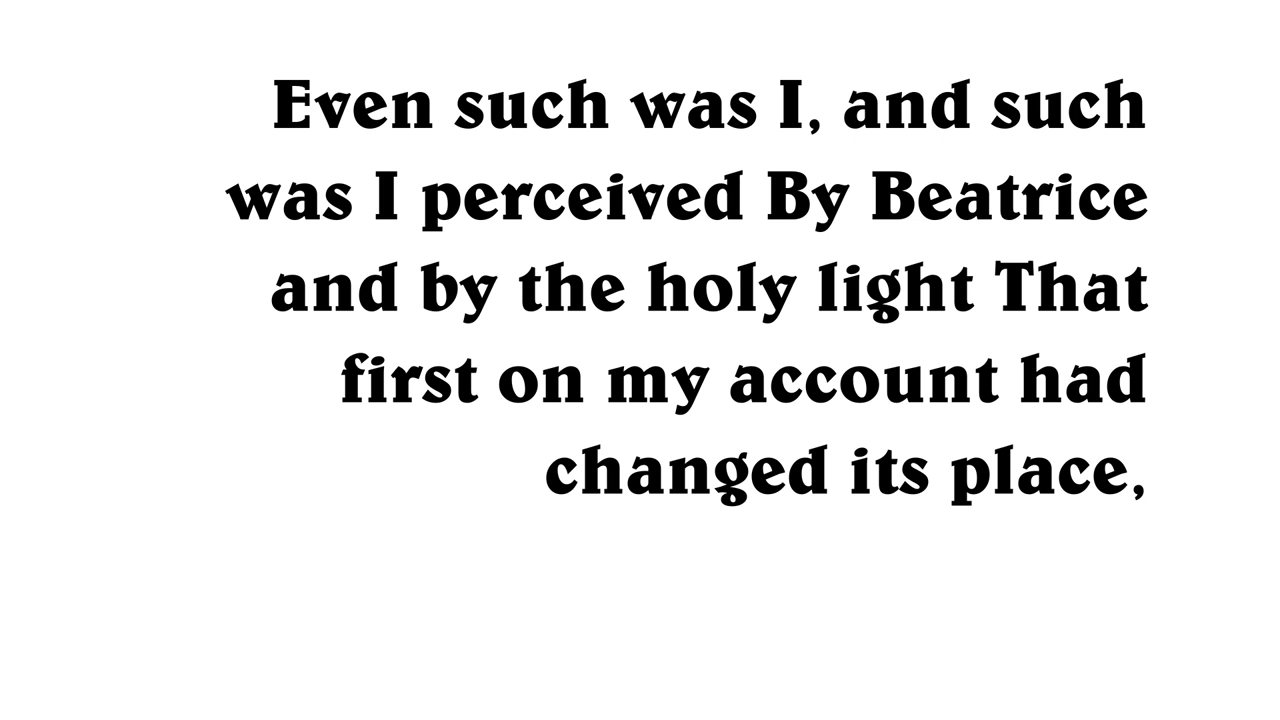 Even such was I, and such
was I perceived By Beatrice
and by the holy light That
first on my account had
changed its place,